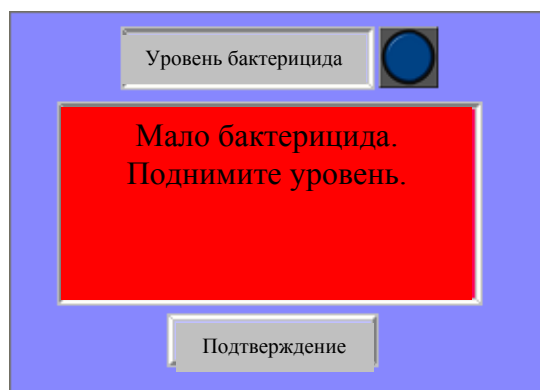 Уровень бактерицида
Мало бактерицида.
Поднимите уровень.
Подтверждение